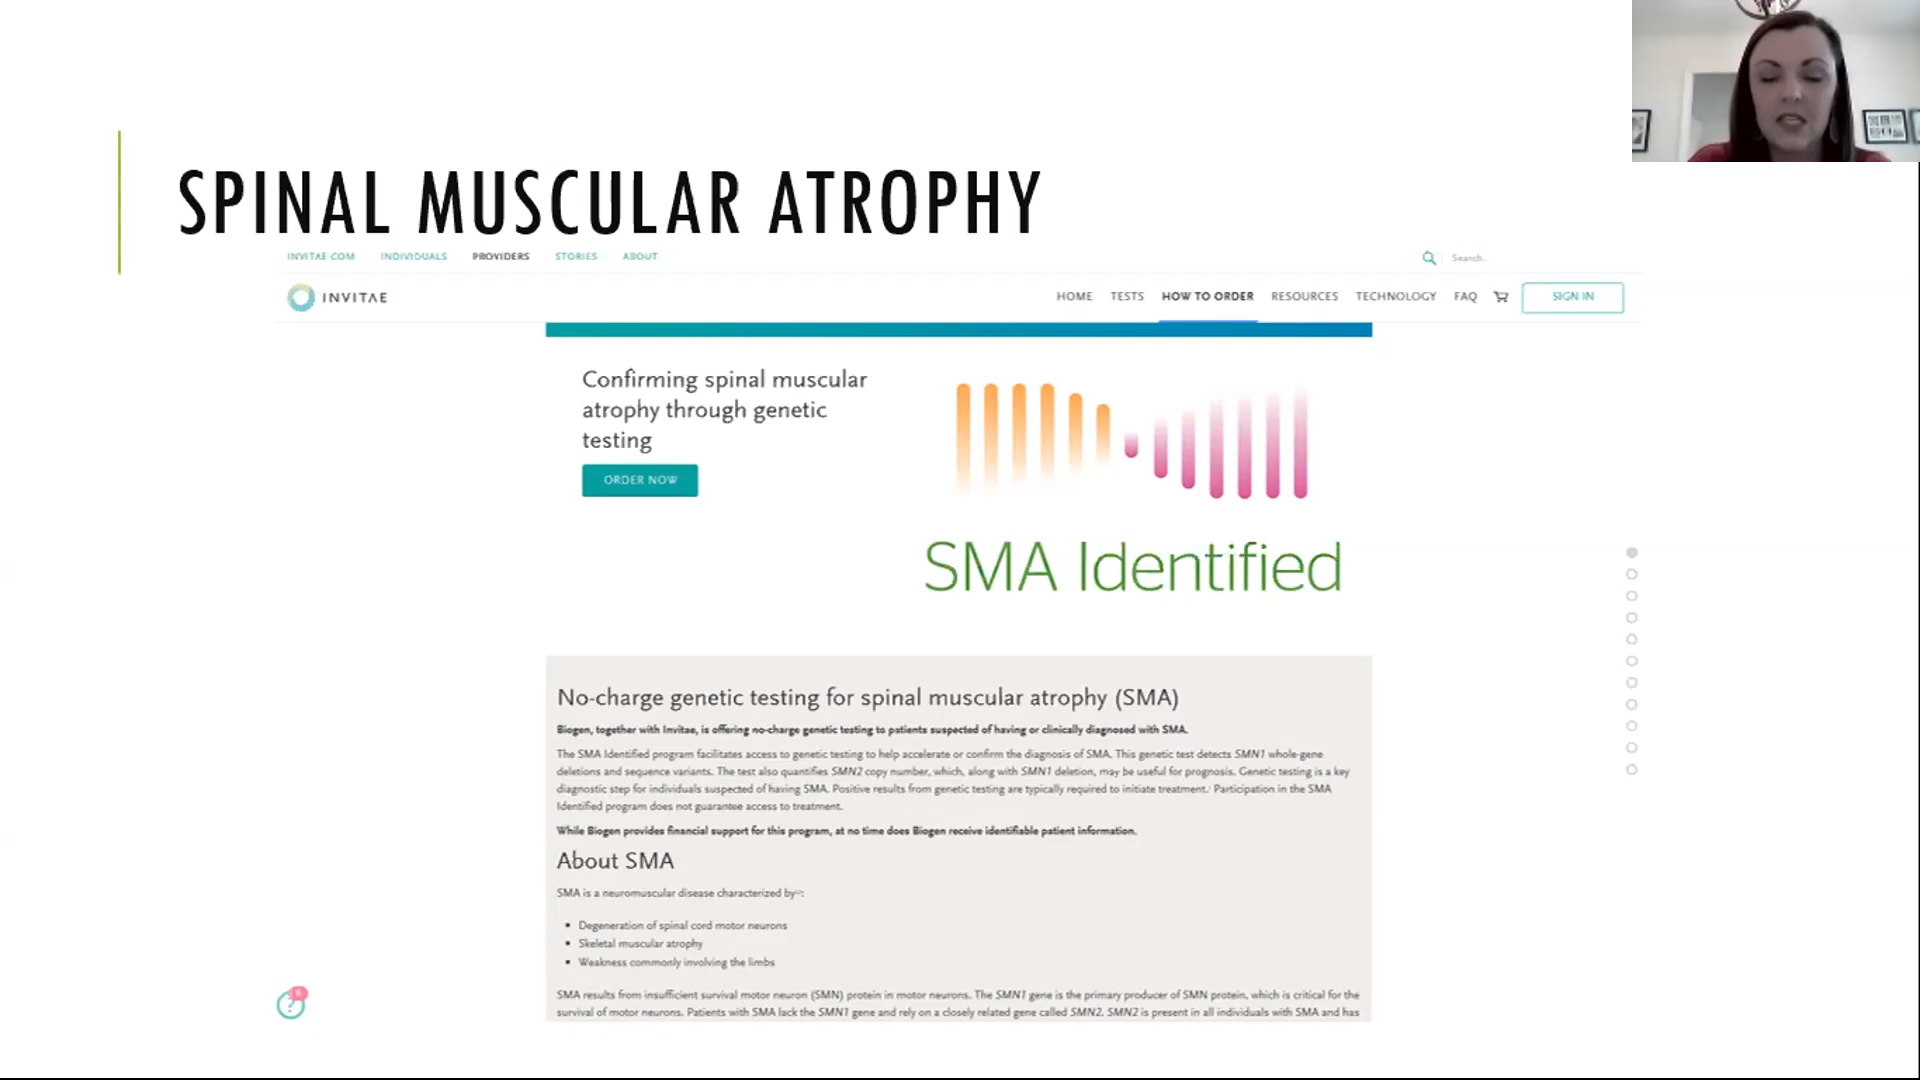 SPINAL MUSCULAR ATROPHY
INVITAE.COM INDIVIDUALS PROVIDERS STORIES ABOUT
Search..
INVITAE
HOME TESTS HOW TO ORDER RESOURCES TECHNOLOGY FAQ SIGN IN
Confirming spinal muscular
atrophy through genetic
testing
ORDER NOW
SMA Identified
No-charge genetic testing for spinal muscular atrophy (SMA)
Biogen, together with Invitae, is offering no-charge genetic testing to patients suspected of having or clinically diagnosed with SMA.
The SMA Identified program facilitates access to genetic testing to help accelerate or confirm the diagnosis of SMA. This genetic test detects SMN1 whole-gene
deletions and sequence variants. The test also quantifies SMN2 copy number, which, along with SMN1 deletion, may be useful for prognosis. Genetic testing is a key
diagnostic step for individuals suspected of having SMA. Positive results from genetic testing are typically required to initiate treatment. Participation in the SMA
Identified program does not guarantee access to treatment.
While Biogen provides financial support for this program, at no time does Biogen receive identifiable patient information.
About SMA
SMA is a neuromuscular disease characterized by:
▪ Degeneration of spinal cord motor neurons
▪ Skeletal muscular atrophy
▪ Weakness commonly involving the limbs
SMA results from insufficient survival motor neuron (SMN) protein in motor neurons. The SMN1 gene is the primary producer of SMN protein, which is critical for the
survival of motor neurons. Patients with SMA lack the SMN1 gene and rely on a closely related gene called SMN2. SMN2 is present in all individuals with SMA and has